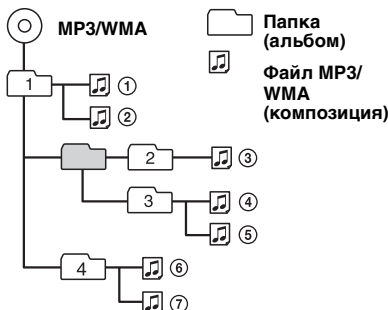 MP3/WMA
Папка
(альбом)
Файл MP3/
WMA
(композиция)
1
①
②
2
③
3
④
⑤
4
⑥
⑦